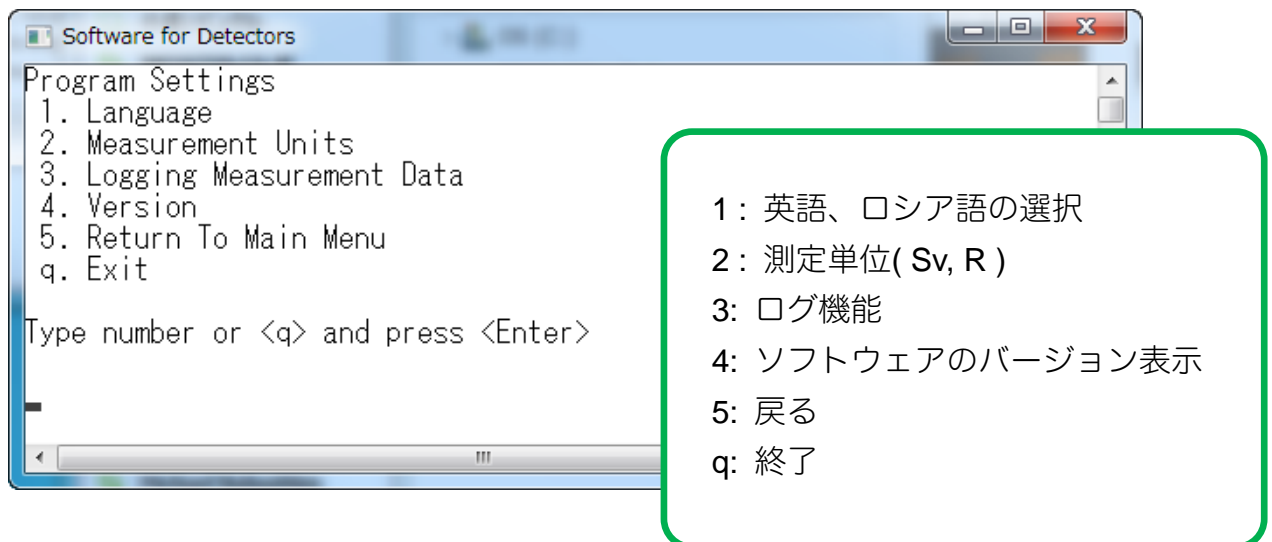 Software for Detectors
Program Settings
1. Language
2. Measurement Units
3. Logging Measurement Data
4. Version
5. Return To Main Menu
q. Exit
Type number or <q> and press <Enter>
1 : 英語、ロシア語の選択
2 : 測定単位( Sv, R )
3: ログ機能
4: ソフトウェアのバージョン表示
5: 戻る
q: 終了